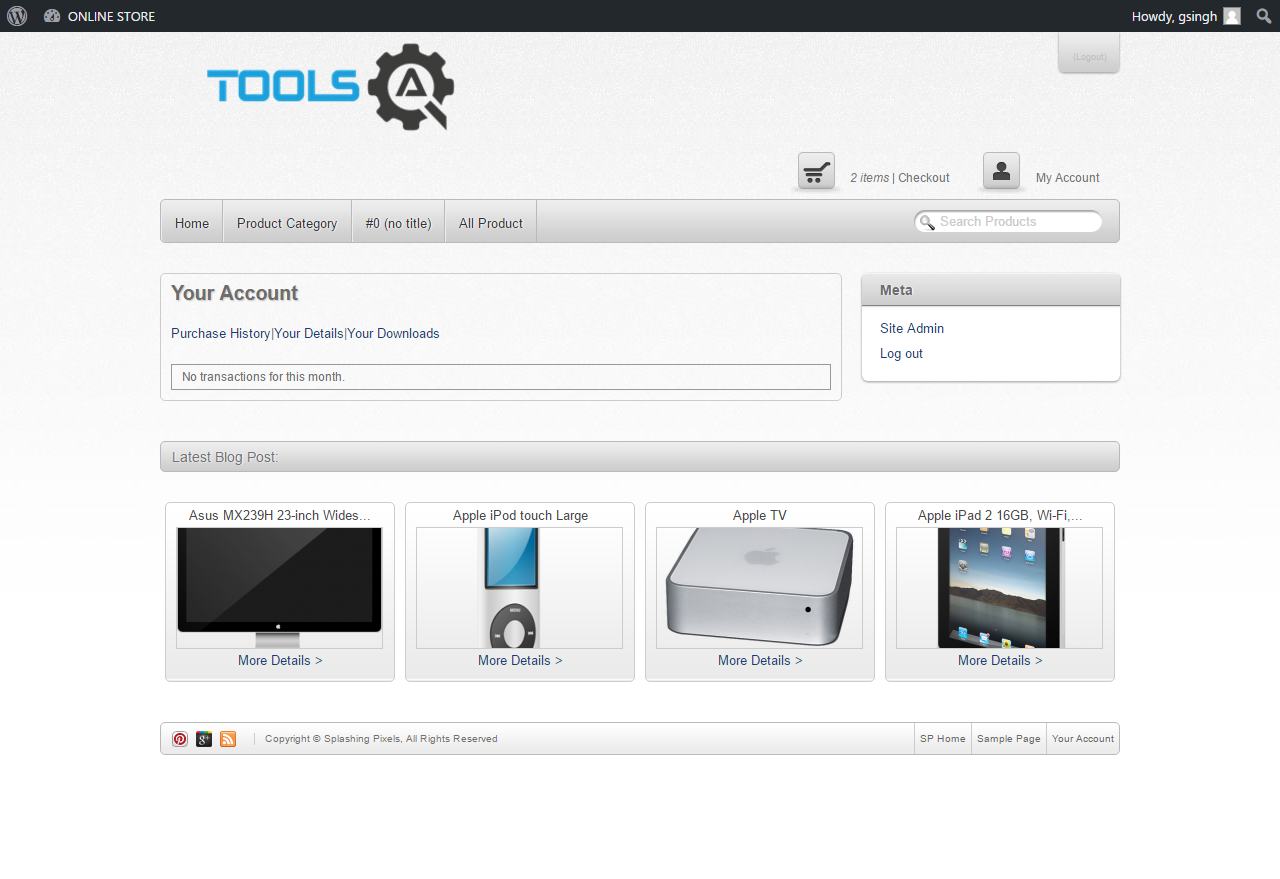 ONLINE STORE
Howdy, gsingh
(Logout)
TOOLS QA
2 items | Checkout
My Account
Home
Product Category
#0 (no title)
All Product
Search Products
Your Account
Purchase History|Your Details|Your Downloads
No transactions for this month.
Meta
Site Admin
Log out
Latest Blog Post:
Asus MX239H 23-inch Wides...
Apple iPod touch Large
Apple TV
Apple iPad 2 16GB, Wi-Fi,...
MENU
More Details >
More Details >
More Details >
More Details >
Copyright © Splashing Pixels, All Rights Reserved
SP Home
Sample Page
Your Account